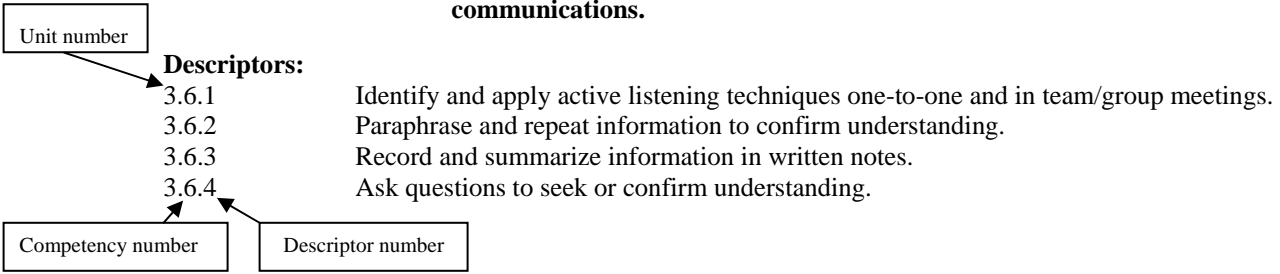 communications.
Unit number
Descriptors:
3.6.1 Identify and apply active listening techniques one-to-one and in team/group meetings.
3.6.2 Paraphrase and repeat information to confirm understanding.
3.6.3 Record and summarize information in written notes.
3.6.4 Ask questions to seek or confirm understanding.
Competency number
Descriptor number